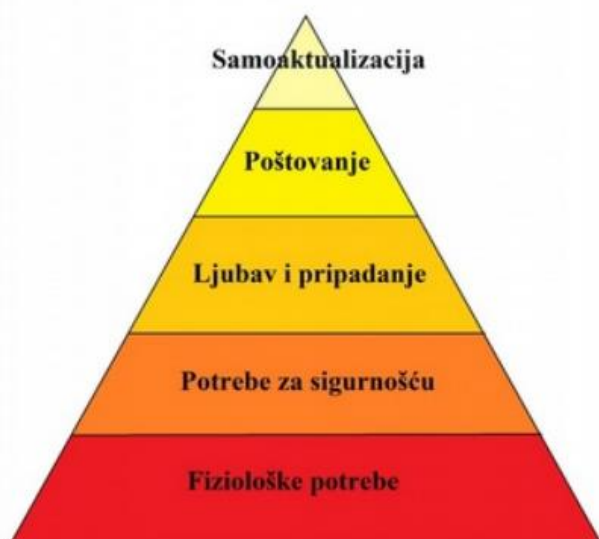 Samoaktualizacija
Poštovanje
Ljubav i pripadanje
Potrebe za sigurnošću
Fiziološke potrebe